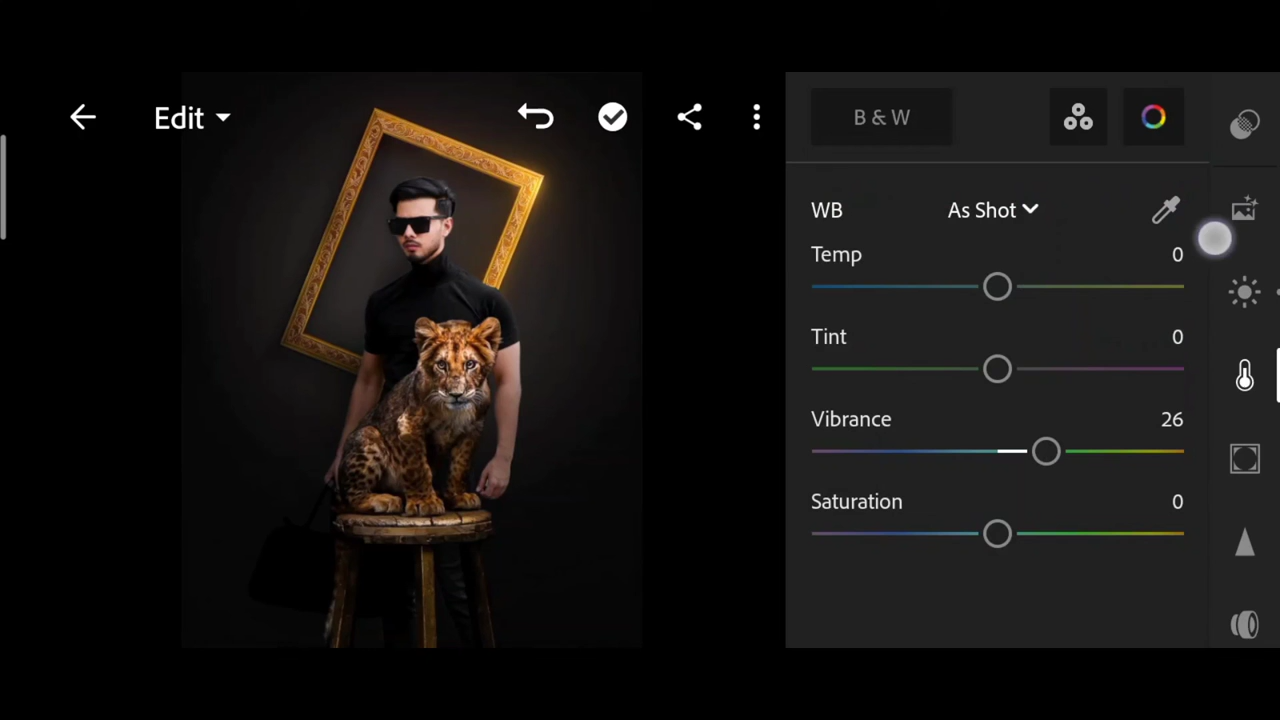 Edit
B & W
WB As Shot
Temp 0
Tint 0
Vibrance 26
Saturation 0